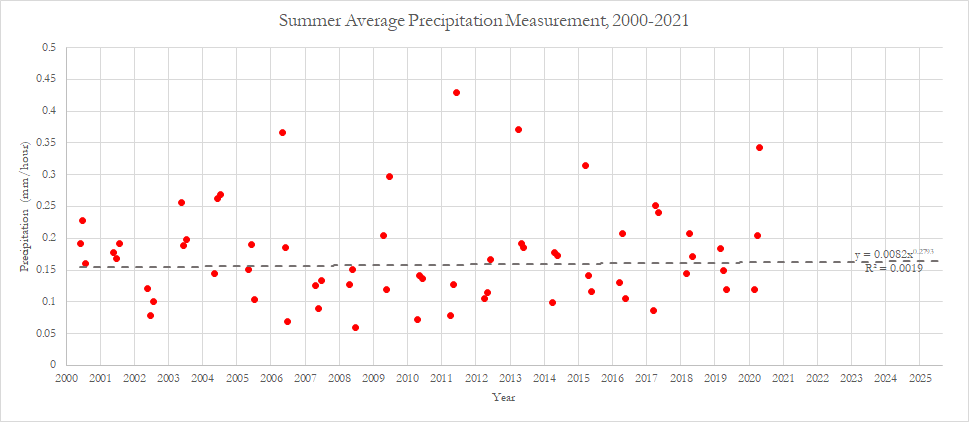 Summer Average Precipitation Measurement, 2000-2021
0.5
0.45
0.4
0.35
0.3
0.25
0.2
0.15
0.1
0.05
0
Precipitation (mm/hour)
y = 0.0082x^0.2793
R² = 0.0019
2000 2001 2002 2003 2004 2005 2006 2007 2008 2009 2010 2011 2012 2013 2014 2015 2016 2017 2018 2019 2020 2021 2022 2023 2024 2025
Year